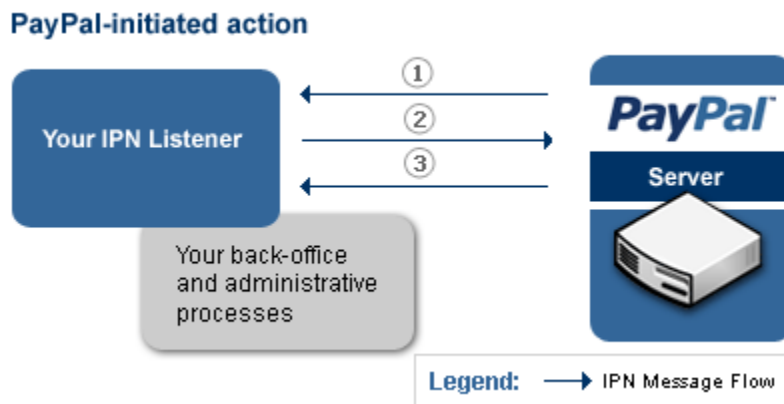 PayPal-initiated action
1
Your IPN Listener
2
PayPal™
3
Server
Your back-office
and administrative
processes
Legend:
IPN Message Flow